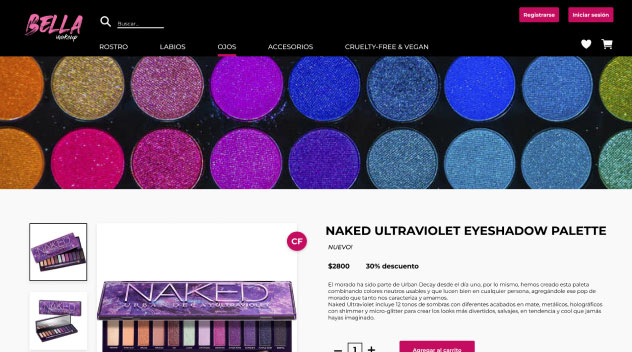 BELLA
makeup
Buscar...
Registrarse
Iniciar sesión
ROSTRO
LABIOS
OJOS
ACCESORIOS
CRUELTY-FREE & VEGAN
CF
NAKED ULTRAVIOLET EYESHADOW PALETTE
NUEVO!
$2800
30% descuento
El morado ha sido parte de Urban Decay desde el día uno, por lo mismo, hemos creado esta paleta
combinando colores neutros usables y que lucen bien en cualquier persona, agregándole ese pop de
morado que tanto nos caracteriza y amamos.
Naked Ultraviolet incluye 12 tonos de sombras con diferentes acabados en mate, metálicos, holográficos
con shimmer y micro-glitter para crear los looks más divertidos, salvajes, en tendencia y cool que jamás
hayas imaginado.
NAKED
NAKED
URBAN DECAY ULTRAVIOLET
— 1 +
Agregar al carrito